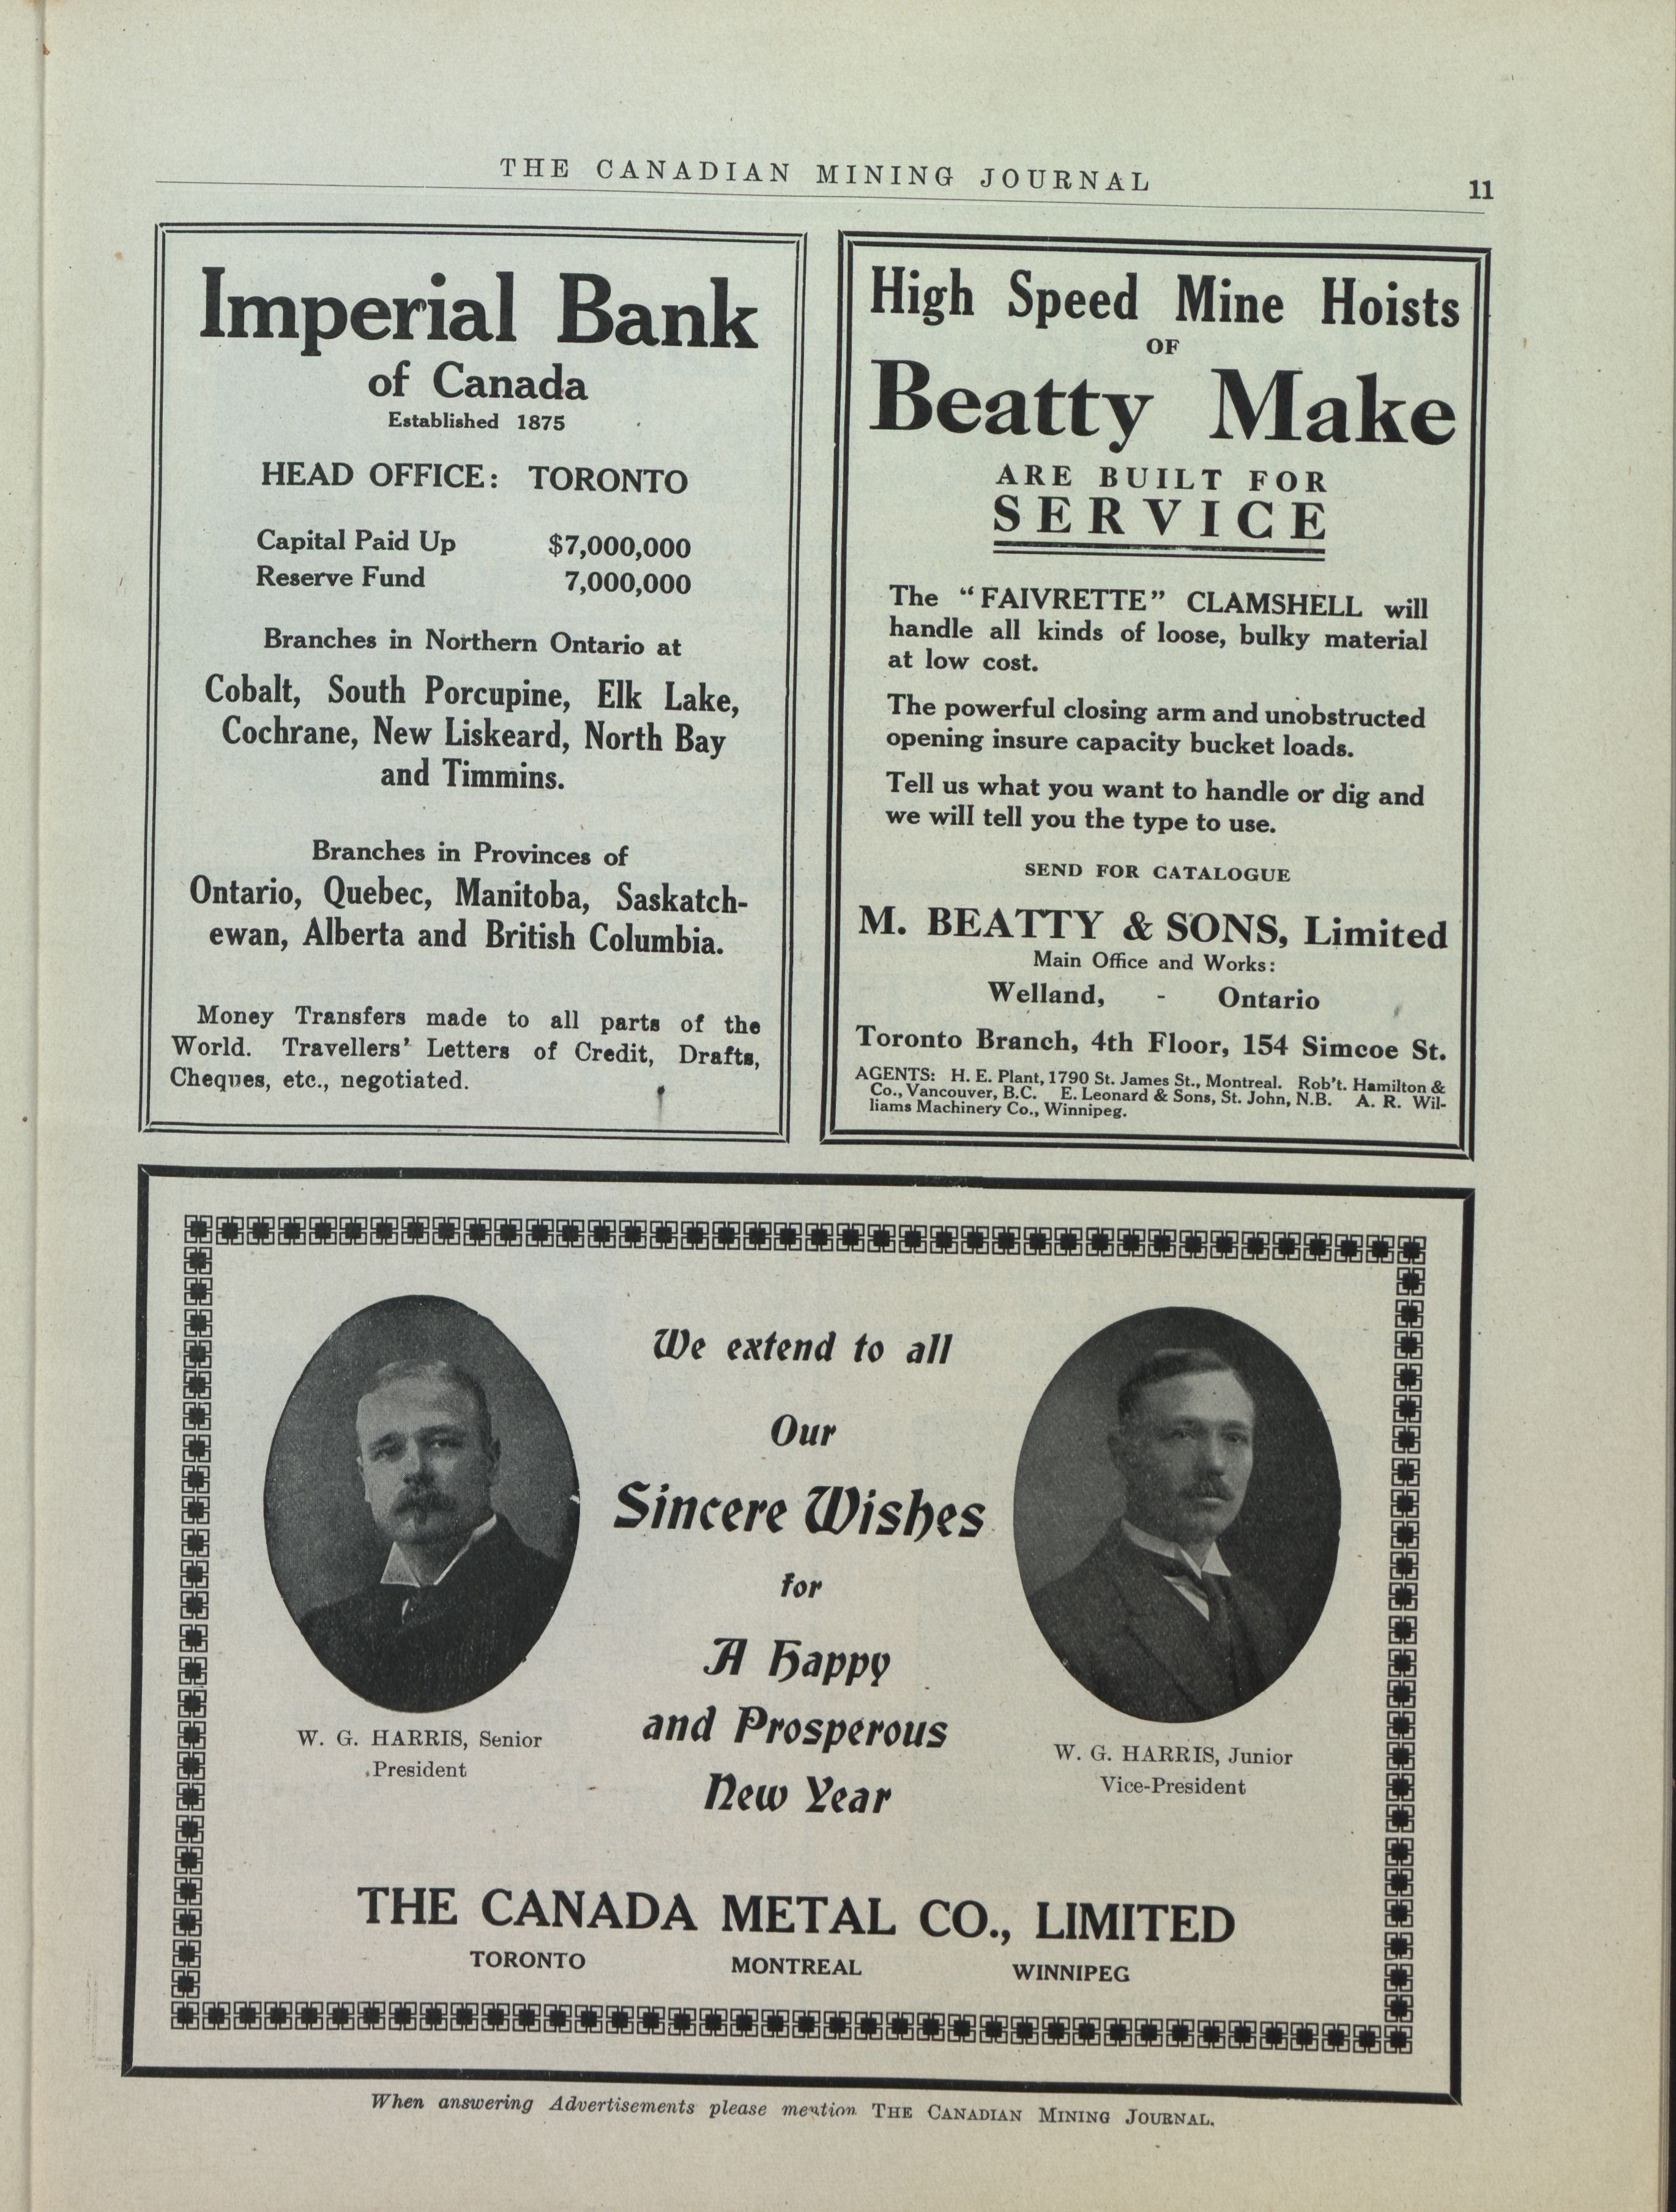 THE CANADIAN MINING JOURNAL
11
Imperial Bank
of Canada
Established 1875
HEAD OFFICE: TORONTO
Capital Paid Up $7,000,000
Reserve Fund 7,000,000
Branches in Northern Ontario at
Cobalt, South Porcupine, Elk Lake,
Cochrane, New Liskeard, North Bay
and Timmins.
Branches in Provinces of
Ontario, Quebec, Manitoba, Saskatch-
ewan, Alberta and British Columbia.
Money Transfers made to all parts of the
World. Travellers' Letters of Credit, Drafts,
Cheques, etc., negotiated.
High Speed Mine Hoists
OF
Beatty Make
ARE BUILT FOR
SERVICE
The "FAIVRETTE" CLAMSHELL will
handle all kinds of loose, bulky material
at low cost.
The powerful closing arm and unobstructed
opening insure capacity bucket loads.
Tell us what you want to handle or dig and
we will tell you the type to use.
SEND FOR CATALOGUE
M. BEATTY & SONS, Limited
Main Office and Works:
Welland, - Ontario
Toronto Branch, 4th Floor, 154 Simcoe St.
AGENTS: H. E. Plant, 1790 St. James St., Montreal. Rob't. Hamilton &
Co., Vancouver, B.C. E. Leonard & Sons, St. John, N.B. A. R. Wil-
liams Machinery Co., Winnipeg.
We extend to all
Our
Sincere Wishes
for
A Happy
and Prosperous
New Year
W. G. HARRIS, Senior
President
W. G. HARRIS, Junior
Vice-President
THE CANADA METAL CO., LIMITED
TORONTO MONTREAL WINNIPEG
When answering Advertisements please mention THE CANADIAN MINING JOURNAL.